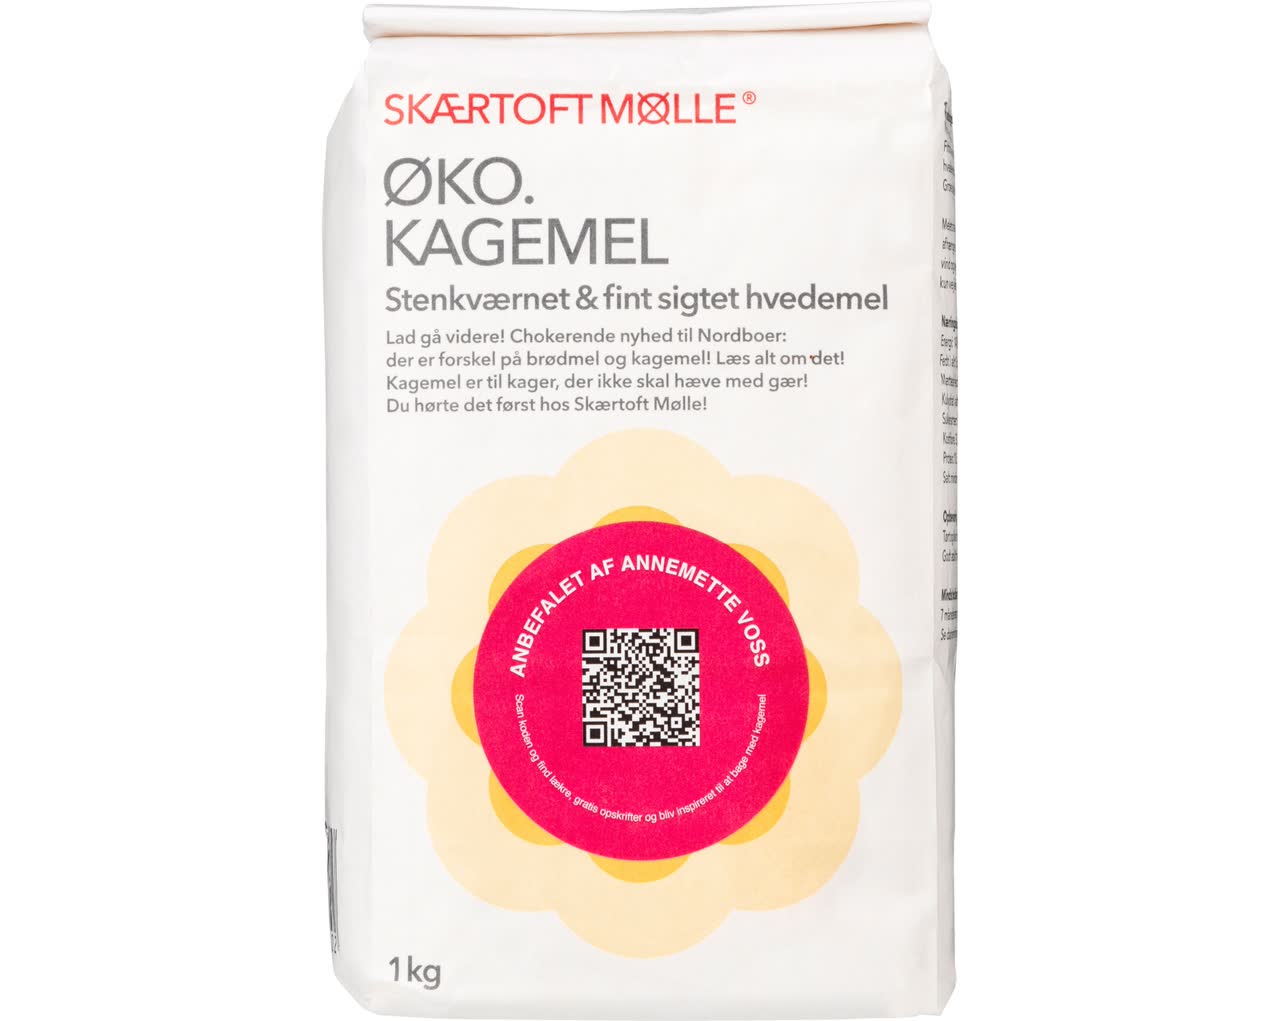 SKÆRTOFT MØLLE®
ØKO.
KAGEMEL
Stenkværnet & fint sigtet hvedemel
Lad gå videre! Chokerende nyhed til Nordboer:
der er forskel på brødmel og kagemel! Læs alt om det!
Kagemel er til kager, der ikke skal hæve med gær!
Du hørte det først hos Skærtoft Mølle!
ANBEFALET AF ANNEMETTE VOSS
Scan koden og find lækre, gratis opskrifter og bliv inspireret til at bage med kagemel
1 kg